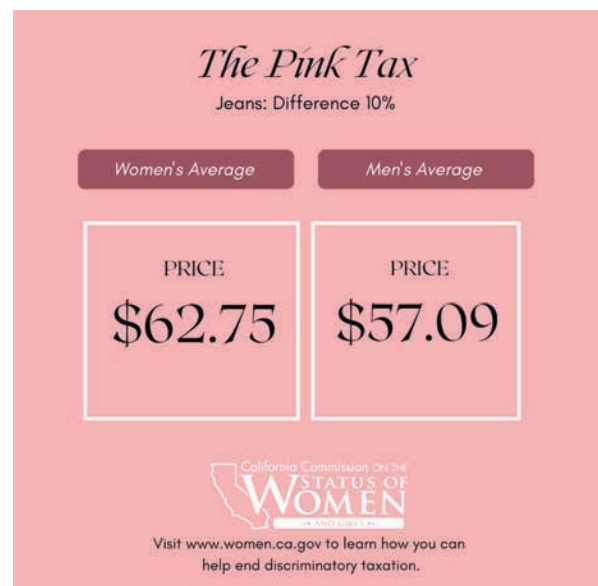 The Pink Tax
Jeans: Difference 10%
Women's Average
Men's Average
PRICE
$62.75
PRICE
$57.09
California Commission ON THE
STATUS OF
WOMEN
AND GIRLS
Visit www.women.ca.gov to learn how you can
help end discriminatory taxation.